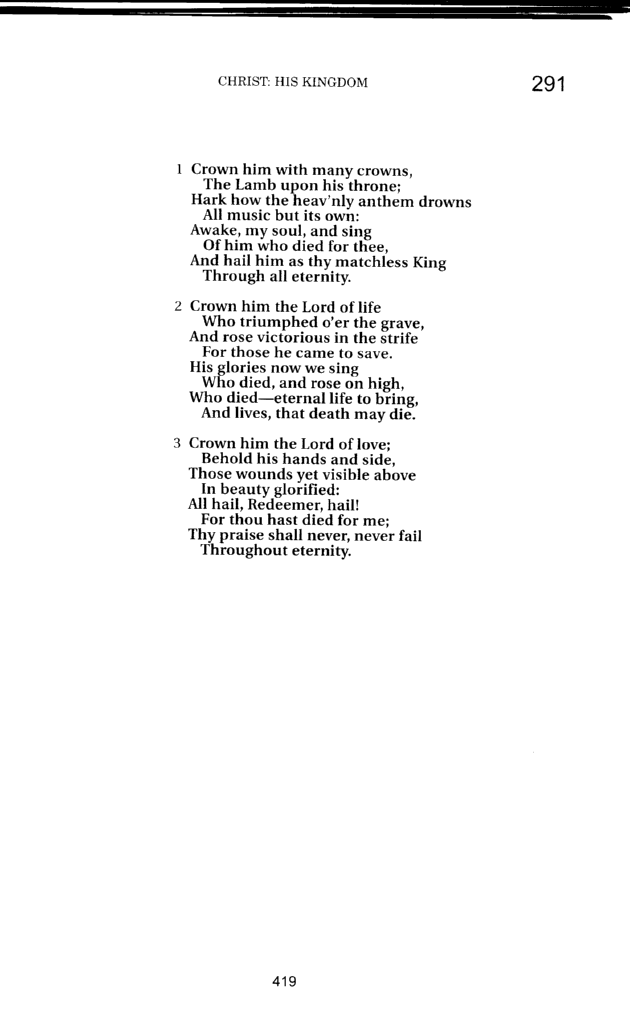 CHRIST: HIS KINGDOM 291
1 Crown him with many crowns,
The Lamb upon his throne;
Hark how the heav'nly anthem drowns
All music but its own:
Awake, my soul, and sing
Of him who died for thee,
And hail him as thy matchless King
Through all eternity.
2 Crown him the Lord of life
Who triumphed o'er the grave,
And rose victorious in the strife
For those he came to save.
His glories now we sing
Who died, and rose on high,
Who died—eternal life to bring,
And lives, that death may die.
3 Crown him the Lord of love;
Behold his hands and side,
Those wounds yet visible above
In beauty glorified:
All hail, Redeemer, hail!
For thou hast died for me;
Thy praise shall never, never fail
Throughout eternity.
419